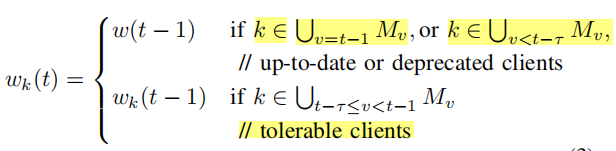 w(t − 1) if k ∈ ⋃_{v=t−1} M_v, or k ∈ ⋃_{v<t−τ} M_v,
// up-to-date or deprecated clients
w_k(t) = {
w_k(t − 1) if k ∈ ⋃_{t−τ≤v<t−1} M_v
// tolerable clients